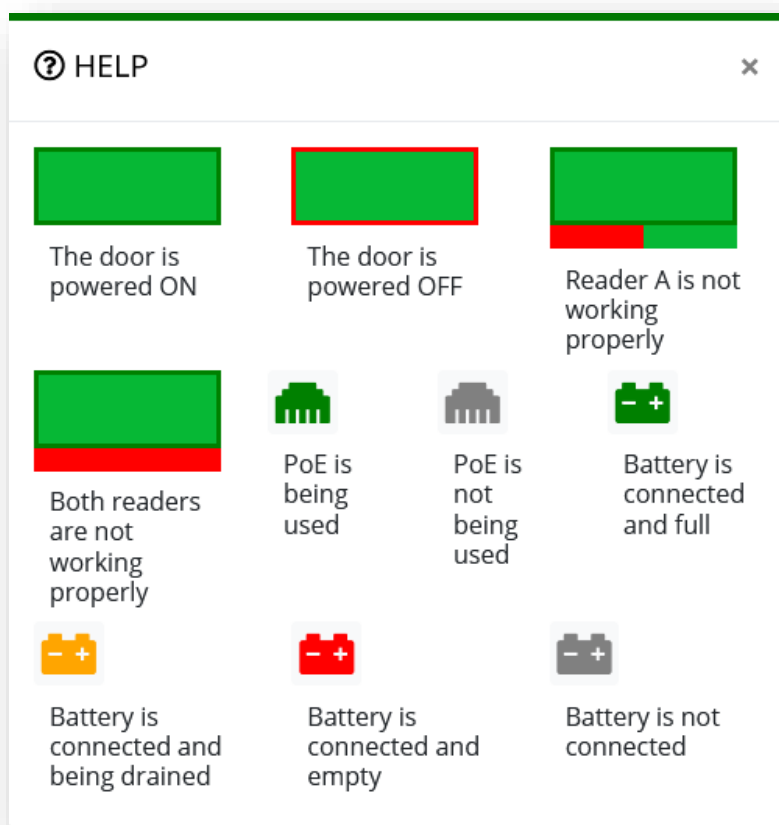 HELP ×
The door is
powered ON
The door is
powered OFF
Reader A is not
working
properly
Both readers
are not
working
properly
PoE is
being
used
PoE is
not
being
used
Battery is
connected
and full
Battery is
connected and
being drained
Battery is
connected and
empty
Battery is not
connected